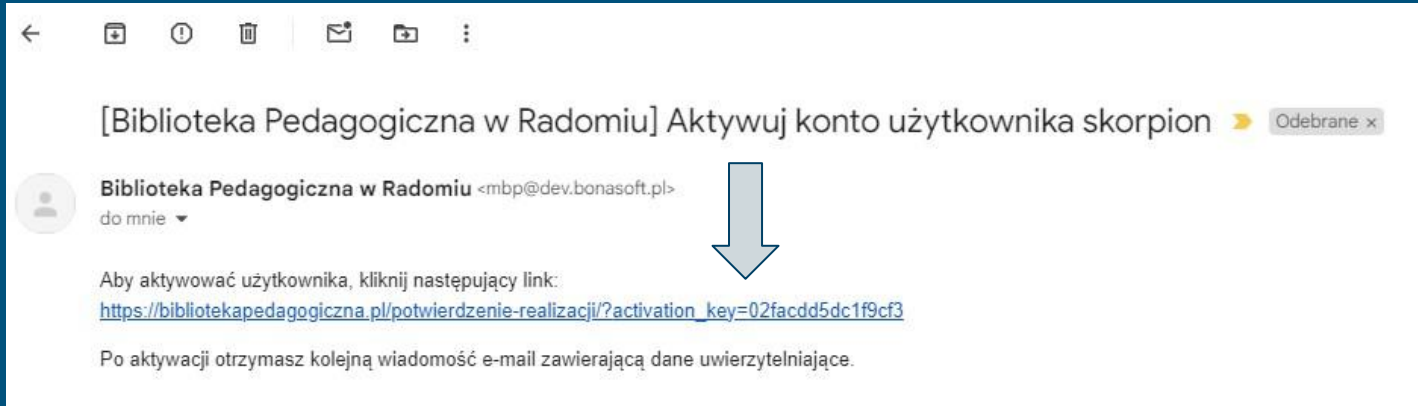 [Biblioteka Pedagogiczna w Radomiu] Aktywuj konto użytkownika skorpion Odebrane x
Biblioteka Pedagogiczna w Radomiu <mbp@dev.bonasoft.pl>
do mnie
Aby aktywować użytkownika, kliknij następujący link:
https://bibliotekapedagogiczna.pl/potwierdzenie-realizacji/?activation_key=02facdd5dc1f9cf3
Po aktywacji otrzymasz kolejną wiadomość e-mail zawierającą dane uwierzytelniające.